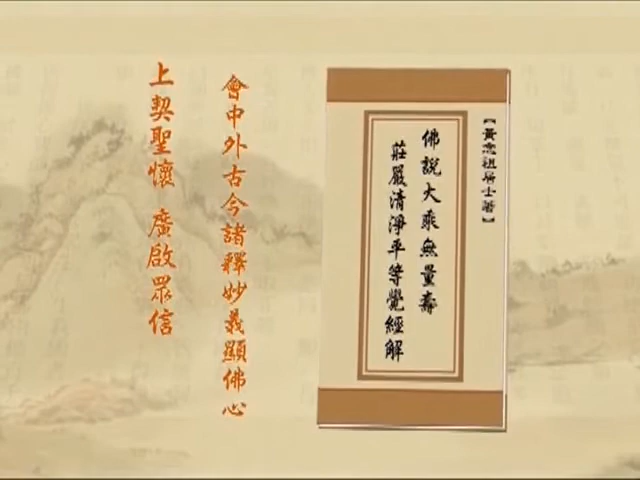 【黃念祖居士著】
佛說大乘無量壽
莊嚴清淨平等覺經解
會中外古今諸釋妙義顯佛心
上契聖懷 廣啟眾信